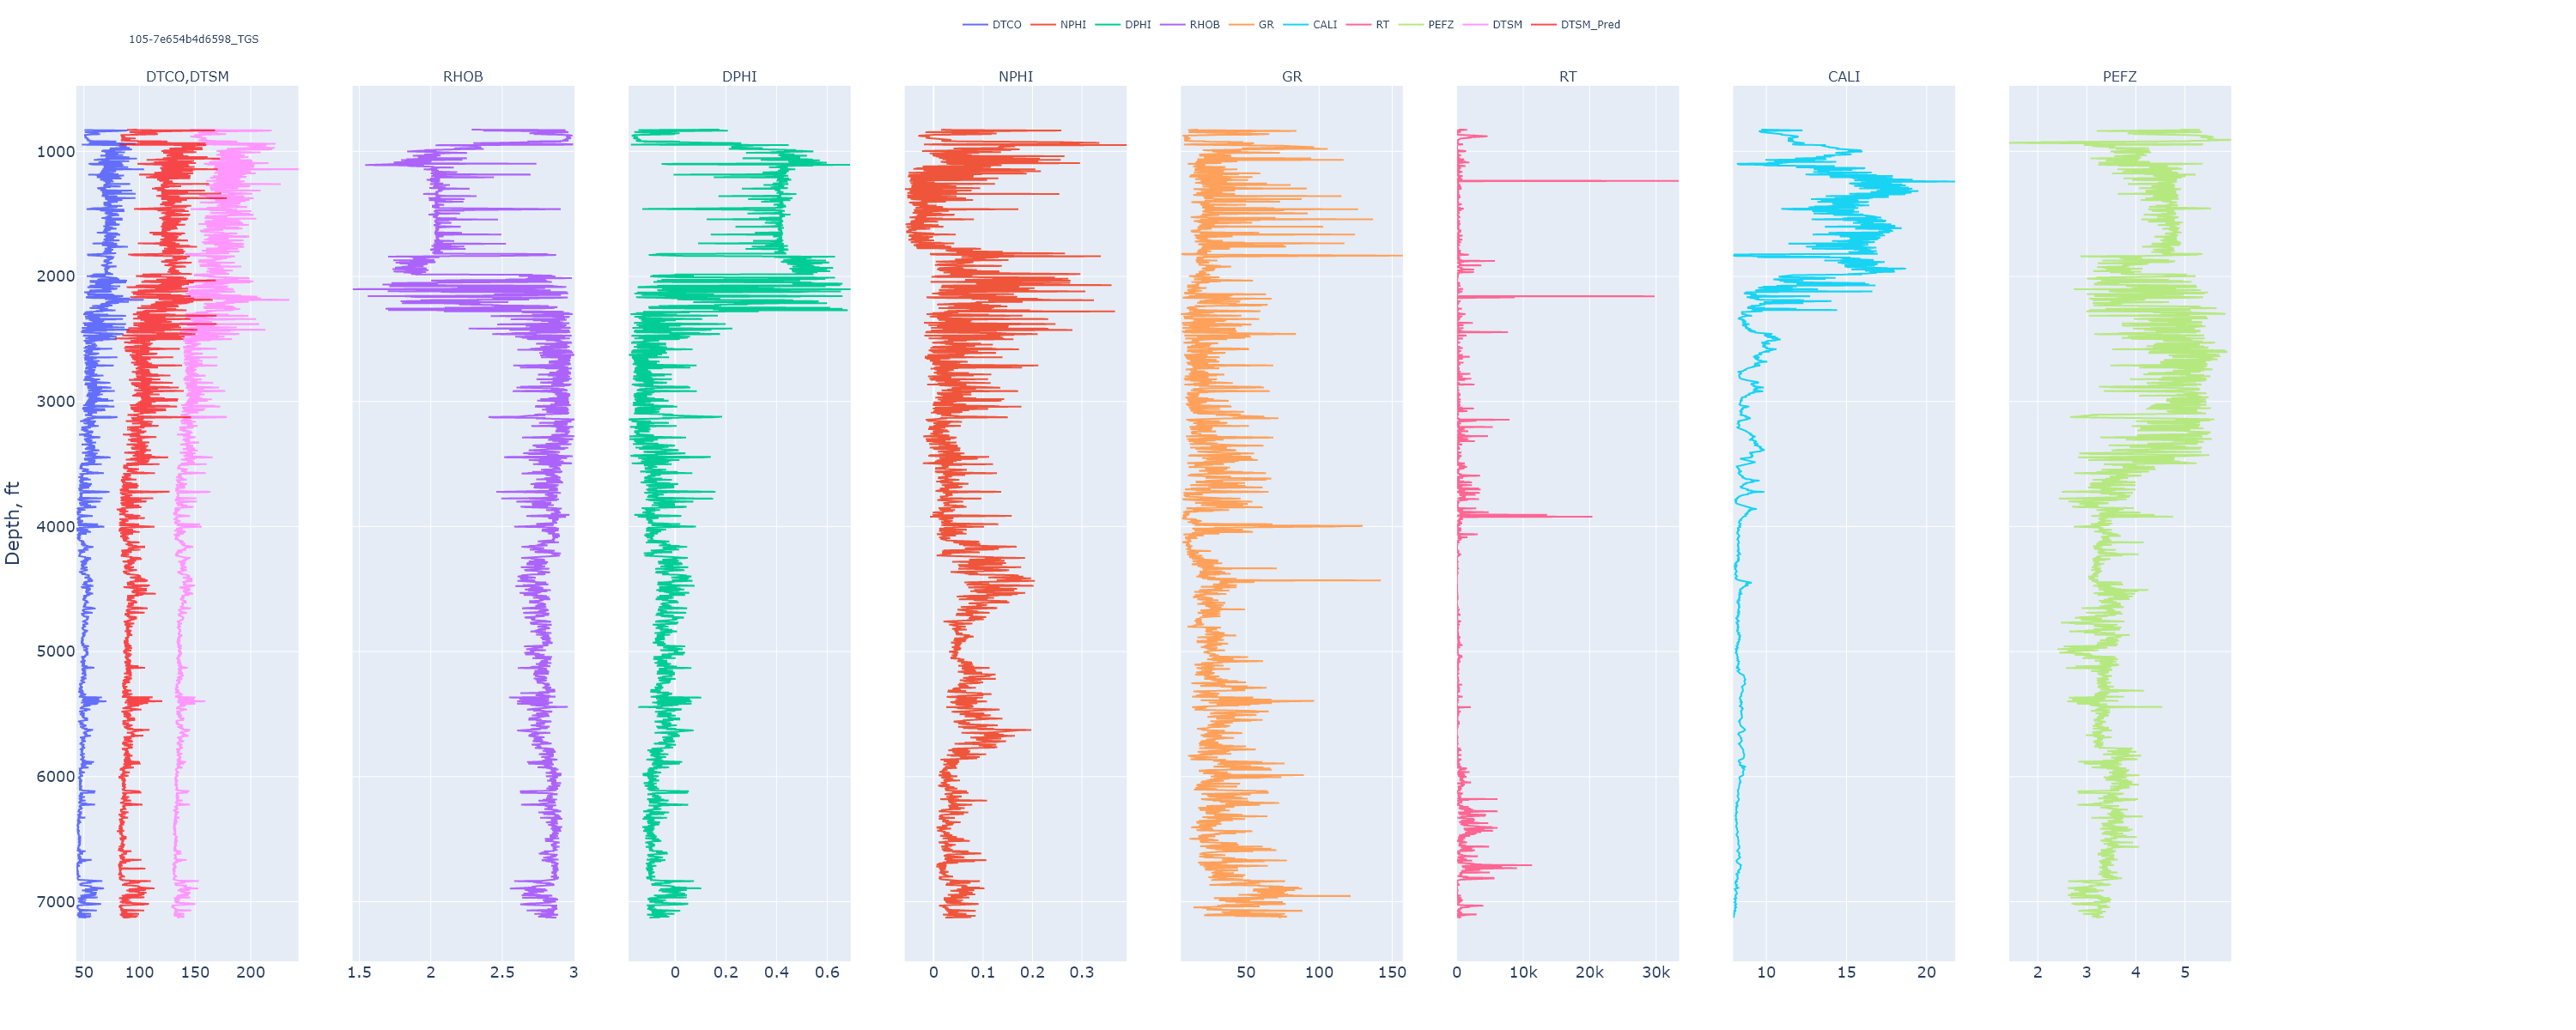 DTCO NPHI DPHI RHOB GR CALI RT PEFZ DTSM DTSM_Pred
105-7e654b4d6598_TGS
DTCO,DTSM RHOB DPHI NPHI GR RT CALI PEFZ
Depth, ft
1000
2000
3000
4000
5000
6000
7000
50 100 150 200 1.5 2 2.5 3 0 0.2 0.4 0.6 0 0.1 0.2 0.3 50 100 150 0 10k 20k 30k 10 15 20 2 3 4 5